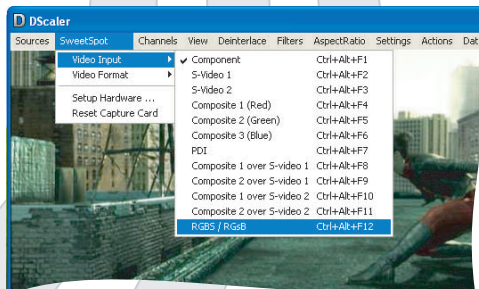 DScaler
Sources SweetSpot Channels View Deinterlace Filters AspectRatio Settings Actions Dat
Video Input
Video Format
Setup Hardware ...
Reset Capture Card
Component Ctrl+Alt+F1
S-Video 1 Ctrl+Alt+F2
S-Video 2 Ctrl+Alt+F3
Composite 1 (Red) Ctrl+Alt+F4
Composite 2 (Green) Ctrl+Alt+F5
Composite 3 (Blue) Ctrl+Alt+F6
PDI Ctrl+Alt+F7
Composite 1 over S-video 1 Ctrl+Alt+F8
Composite 2 over S-video 1 Ctrl+Alt+F9
Composite 1 over S-video 2 Ctrl+Alt+F10
Composite 2 over S-video 2 Ctrl+Alt+F11
RGBS / RGsB Ctrl+Alt+F12